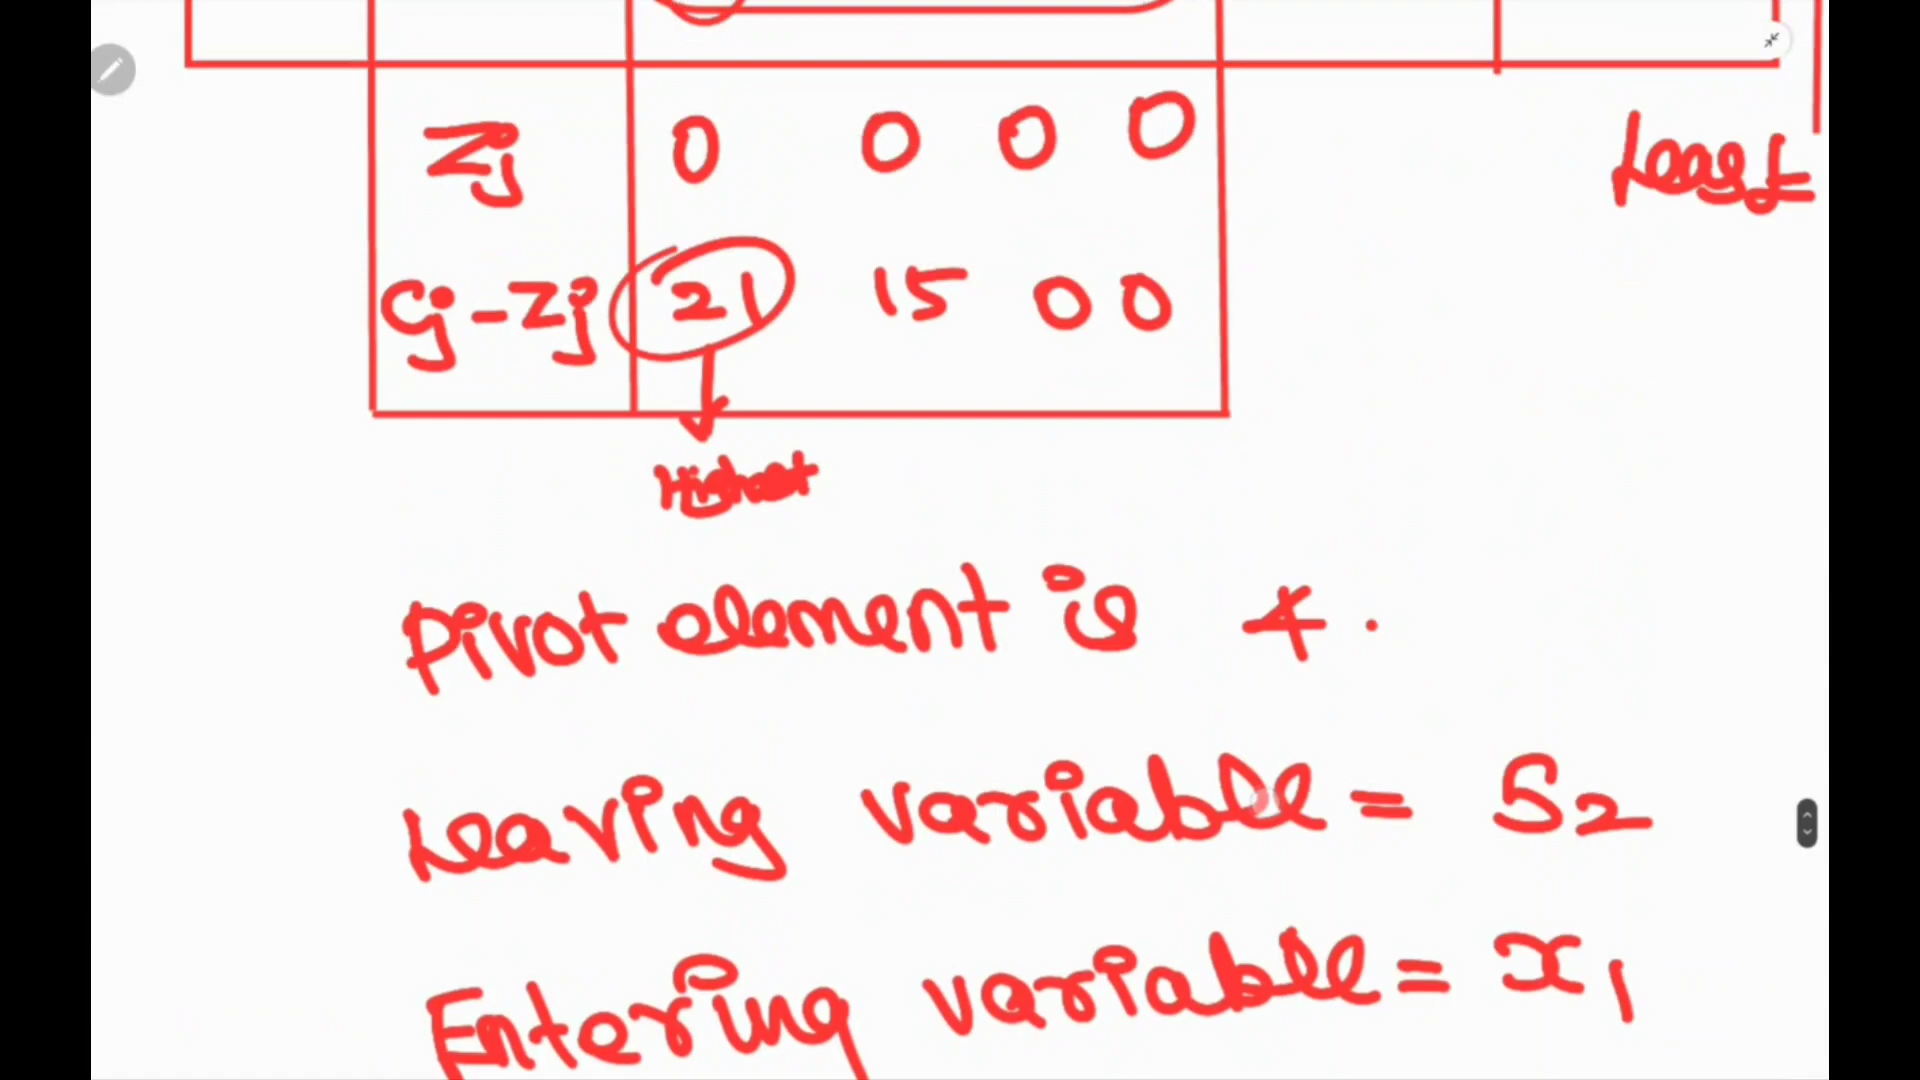 Zj 0 0 0 0
Least
Cj-Zj 21 15 0 0
Highest
Pivot element is 4.
Leaving variable = S2
Entering variable = x1